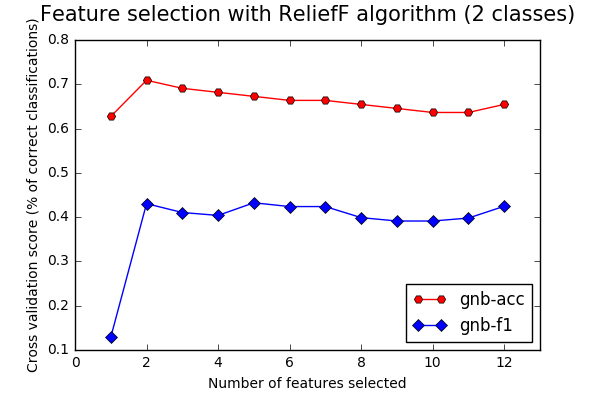 Feature selection with ReliefF algorithm (2 classes)
Cross validation score (% of correct classifications)
0.8
0.7
0.6
0.5
0.4
0.3
0.2
0.1
gnb-acc
gnb-f1
0 2 4 6 8 10 12
Number of features selected